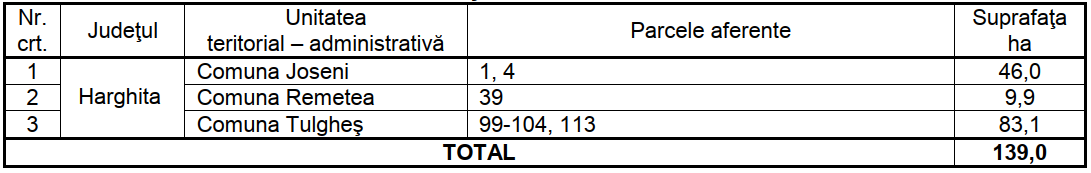 Nr. crt. Judeţul Unitatea teritorial – administrativă Parcele aferente Suprafaţa ha
1 Harghita Comuna Joseni 1, 4 46,0
2 Comuna Remetea 39 9,9
3 Comuna Tulgheş 99-104, 113 83,1
TOTAL 139,0